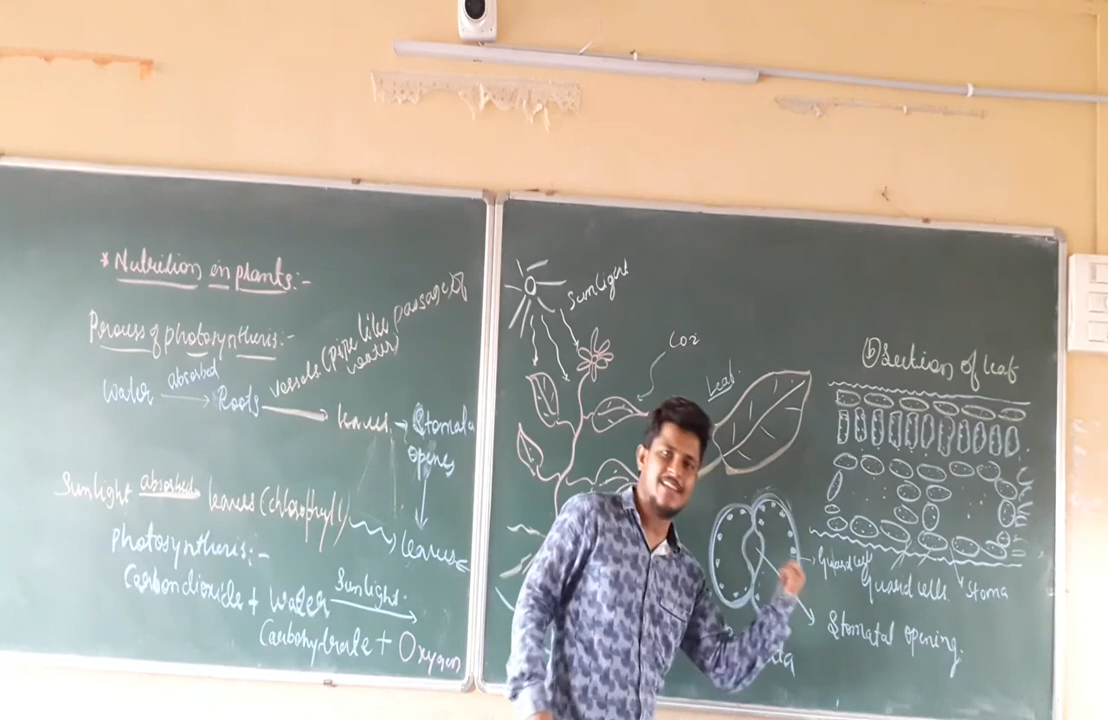 * Nutrition in plants:-
Process of photosynthesis:-
Water absorbed → Roots vessels (pipe like passage of water) → leaves → Stomata opens
Sunlight absorbed leaves (Chlorophyll) → leaves
Photosynthesis:-
Carbondioxide + Water Sunlight →
Carbohydrate + Oxygen
Sunlight
Co2
Leaf
(b) Section of leaf
Guard cells
guard cells
Stoma
Stomatal opening